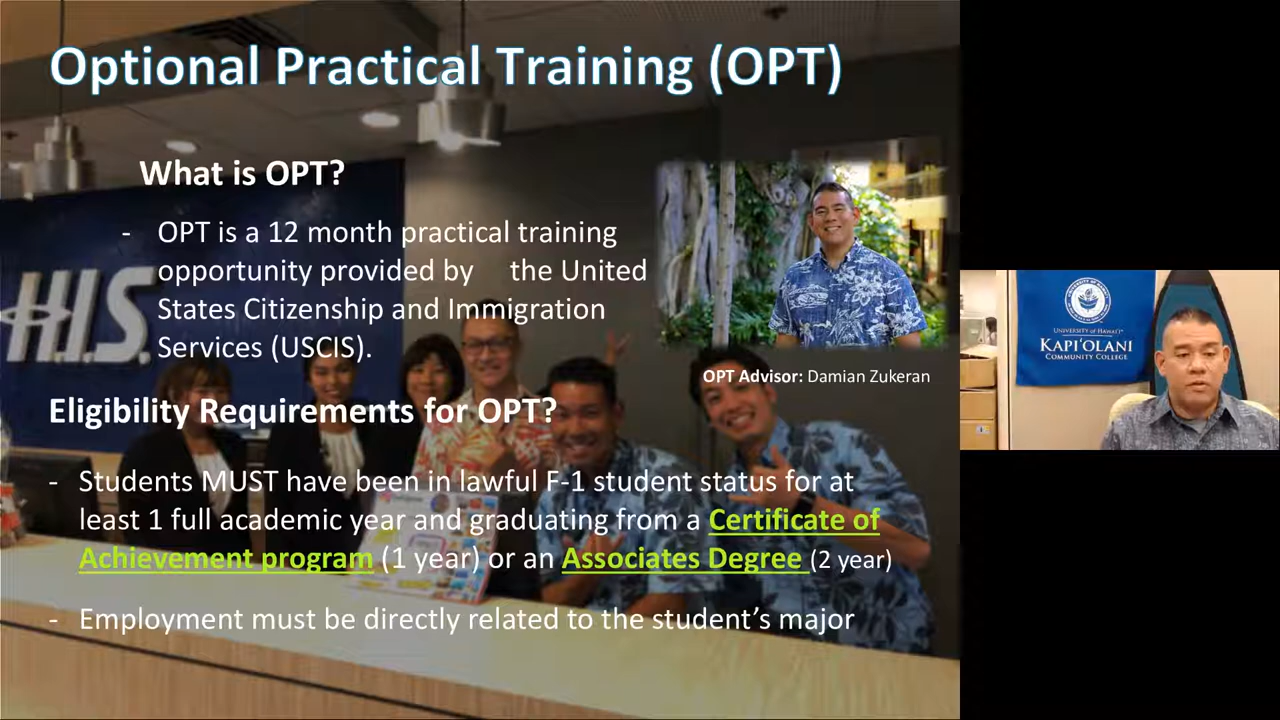 Optional Practical Training (OPT)
What is OPT?
- OPT is a 12 month practical training
opportunity provided by the United
States Citizenship and Immigration
Services (USCIS).
H.I.S.
OPT Advisor: Damian Zukeran
Eligibility Requirements for OPT?
- Students MUST have been in lawful F-1 student status for at
least 1 full academic year and graduating from a Certificate of
Achievement program (1 year) or an Associates Degree (2 year)
- Employment must be directly related to the student’s major
UNIVERSITY OF HAWAI‘I®
KAPI‘OLANI
COMMUNITY COLLEGE